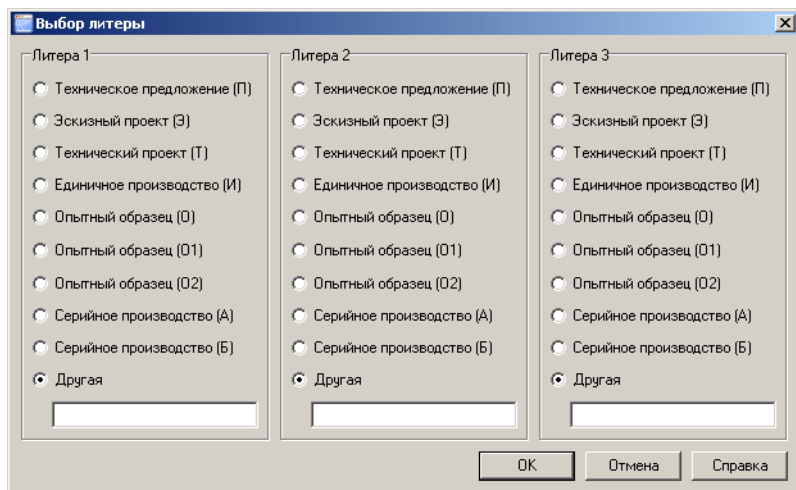 Выбор литеры
Литера 1
Техническое предложение (П)
Эскизный проект (Э)
Технический проект (Т)
Единичное производство (И)
Опытный образец (О)
Опытный образец (О1)
Опытный образец (О2)
Серийное производство (А)
Серийное производство (Б)
Другая
Литера 2
Техническое предложение (П)
Эскизный проект (Э)
Технический проект (Т)
Единичное производство (И)
Опытный образец (О)
Опытный образец (О1)
Опытный образец (О2)
Серийное производство (А)
Серийное производство (Б)
Другая
Литера 3
Техническое предложение (П)
Эскизный проект (Э)
Технический проект (Т)
Единичное производство (И)
Опытный образец (О)
Опытный образец (О1)
Опытный образец (О2)
Серийное производство (А)
Серийное производство (Б)
Другая
OK Отмена Справка